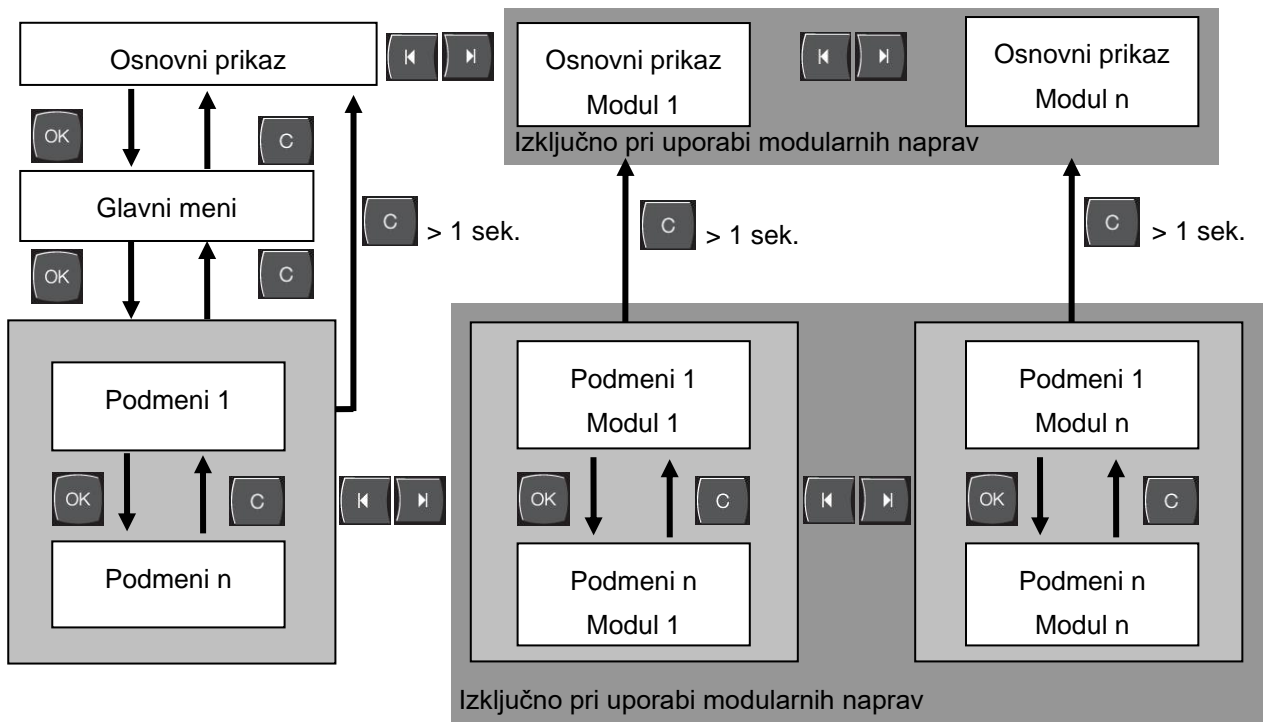 Osnovni prikaz
Osnovni prikaz
Modul 1
Osnovni prikaz
Modul n
Izključno pri uporabi modularnih naprav
OK
C
Glavni meni
C
> 1 sek.
C
> 1 sek.
C
> 1 sek.
OK
C
Podmeni 1
Podmeni 1
Modul 1
Podmeni 1
Modul n
OK
C
OK
C
OK
C
Podmeni n
Podmeni n
Modul 1
Podmeni n
Modul n
Izključno pri uporabi modularnih naprav